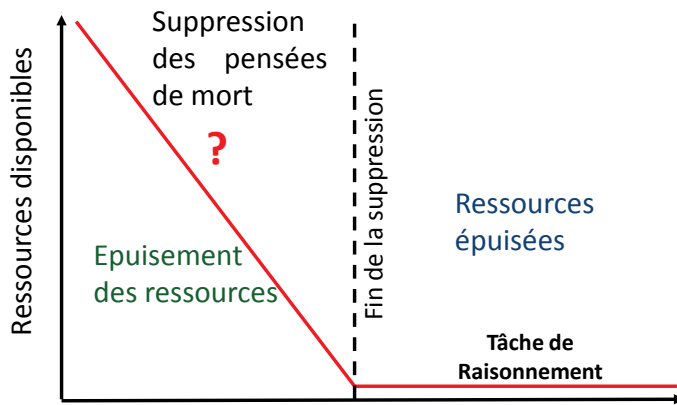 Suppression
des pensées
de mort
?
Ressources disponibles
Epuisement
des ressources
Fin de la suppression
Ressources
épuisées
Tâche de
Raisonnement